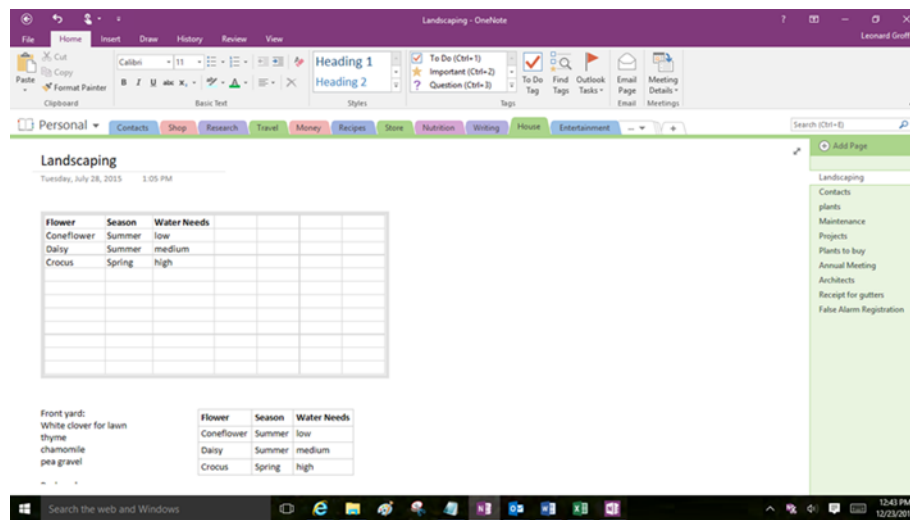 Landscaping - OneNote
?
File Home Insert Draw History Review View
Leonard Groff
Paste
Cut
Copy
Format Painter
Clipboard
Calibri 11
B I U abc X
A
Basic Text
Heading 1
Heading 2
Styles
To Do (Ctrl+1)
Important (Ctrl+2)
? Question (Ctrl+3)
To Do Tag
Find Tags
Outlook Tasks
Tags
Email Page
Email
Meeting Details
Meetings
Personal
Contacts Shop Research Travel Money Recipes Store Nutrition Writing House Entertainment ... +
Search (Ctrl+E)
Landscaping
Tuesday, July 28, 2015 1:05 PM
Flower Season Water Needs
Coneflower Summer low
Daisy Summer medium
Crocus Spring high
Front yard:
White clover for lawn
thyme
chamomile
pea gravel
Flower Season Water Needs
Coneflower Summer low
Daisy Summer medium
Crocus Spring high
Add Page
Landscaping
Contacts
plants
Maintenance
Projects
Plants to buy
Annual Meeting
Architects
Receipt for gutters
False Alarm Registration
Search the web and Windows
12:43 PM
12/23/201